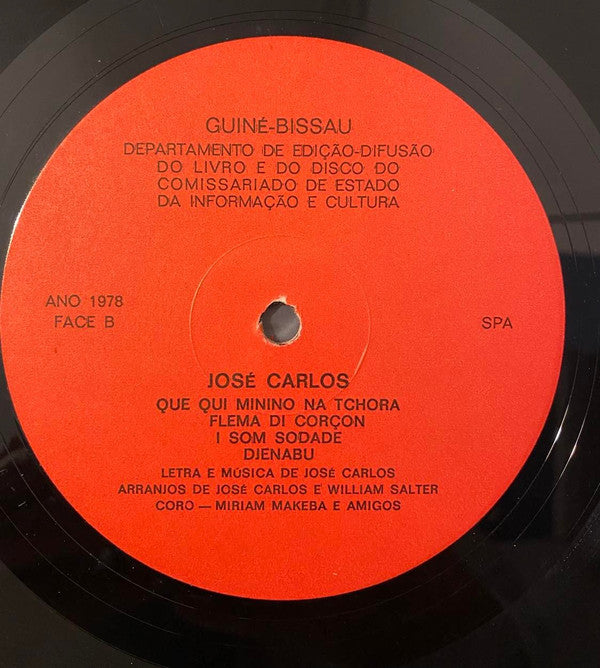 GUINÉ-BISSAU
DEPARTAMENTO DE EDIÇÃO-DIFUSÃO
DO LIVRO E DO DISCO DO
COMISSARIADO DE ESTADO
DA INFORMAÇÃO E CULTURA
ANO 1978
FACE B
SPA
JOSÉ CARLOS
QUE QUI MININO NA TCHORA
FLEMA DI CORÇON
I SOM SODADE
DJENABU
LETRA E MÚSICA DE JOSÉ CARLOS
ARRANJOS DE JOSÉ CARLOS E WILLIAM SALTER
CORO — MIRIAM MAKEBA E AMIGOS